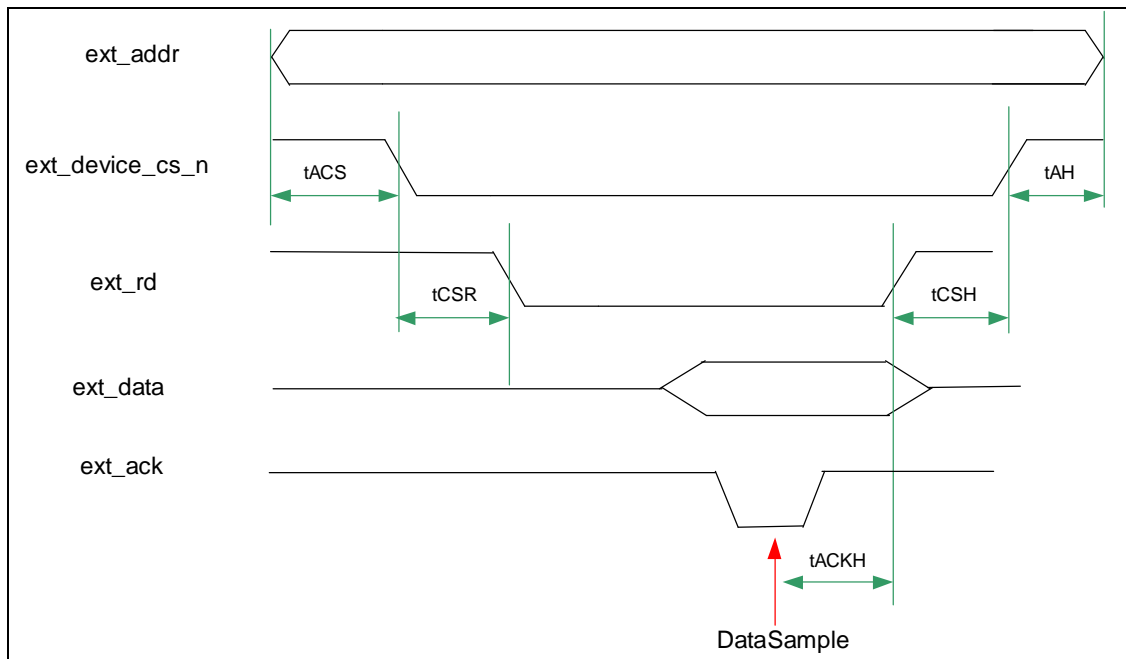 ext_addr
ext_device_cs_n
tACS
tAH
ext_rd
tCSR
tCSH
ext_data
ext_ack
tACKH
DataSample